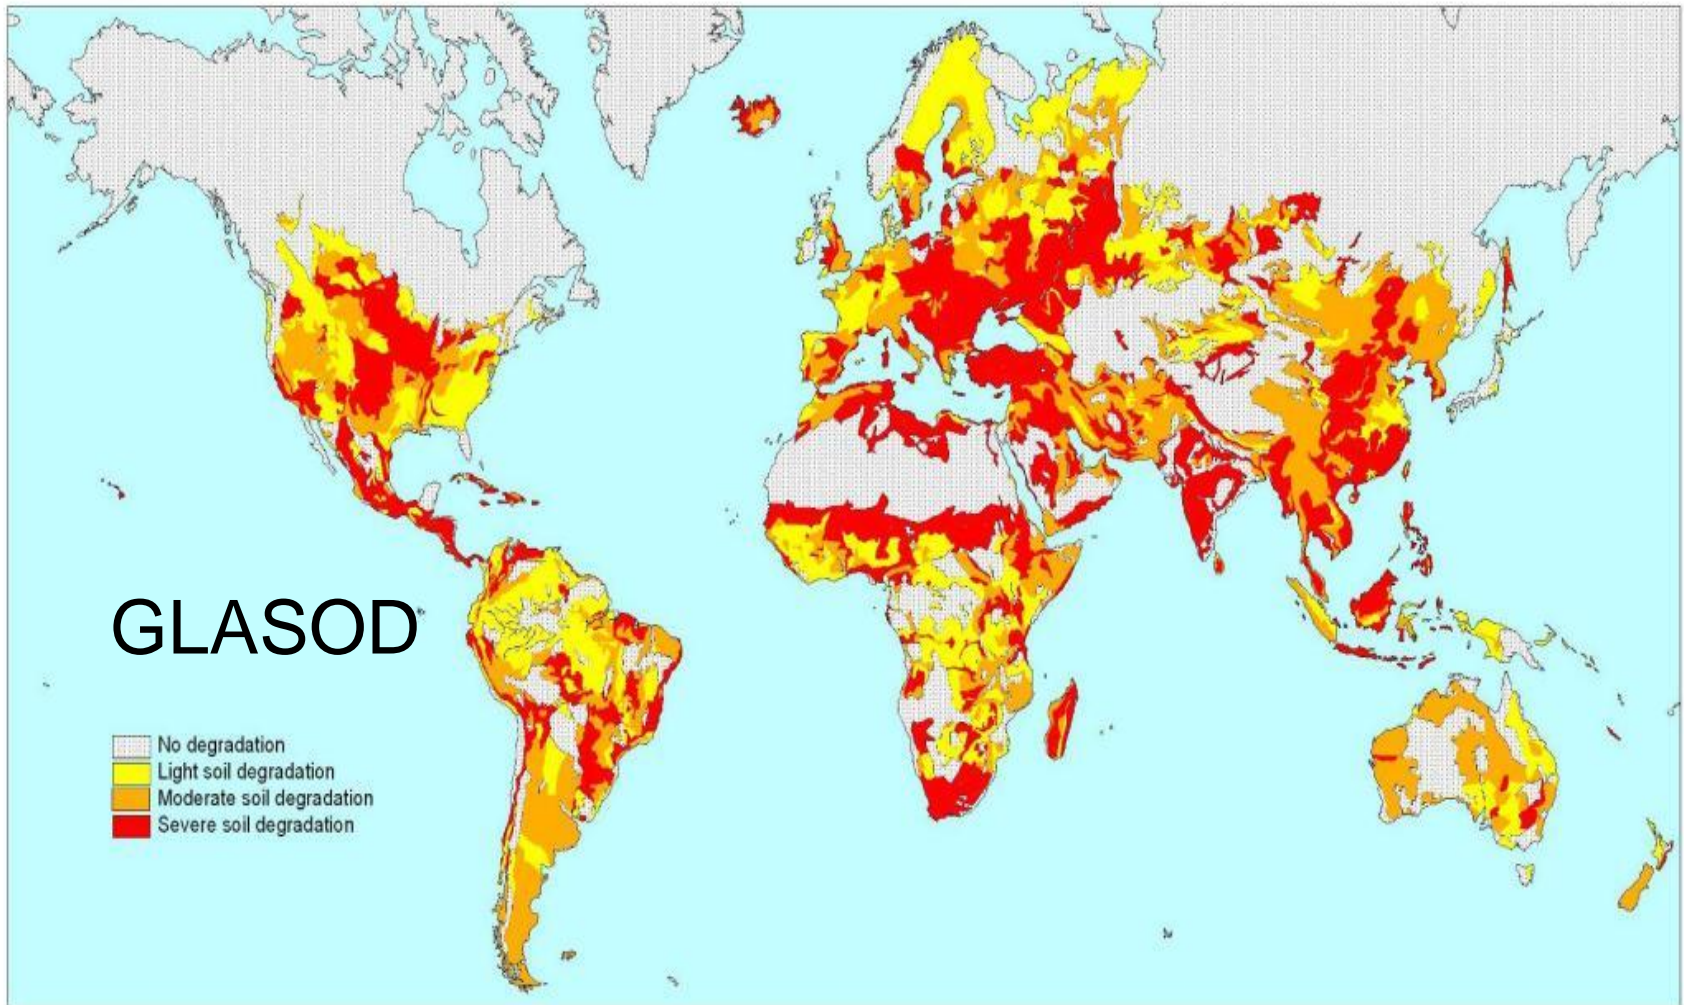 GLASOD
No degradation
Light soil degradation
Moderate soil degradation
Severe soil degradation